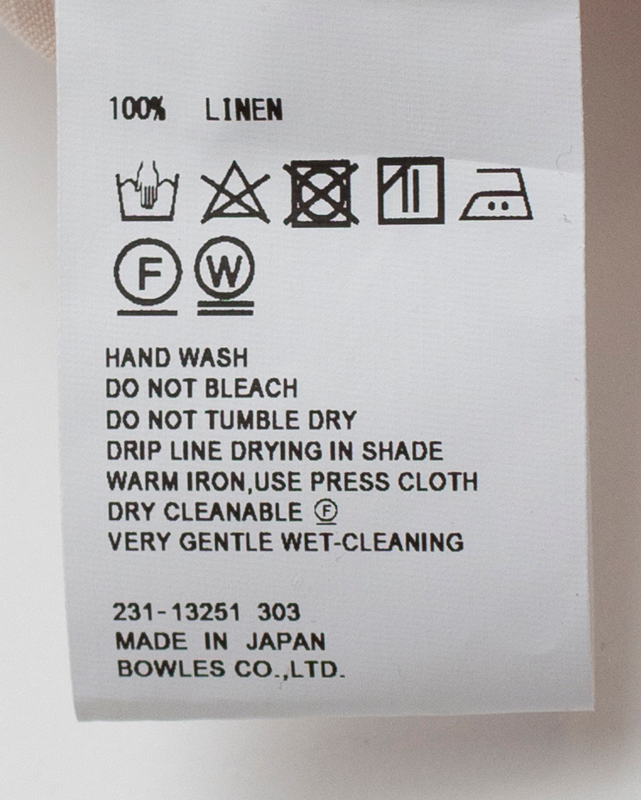 100% LINEN
F W
HAND WASH
DO NOT BLEACH
DO NOT TUMBLE DRY
DRIP LINE DRYING IN SHADE
WARM IRON,USE PRESS CLOTH
DRY CLEANABLE Ⓕ
VERY GENTLE WET-CLEANING
231-13251 303
MADE IN JAPAN
BOWLES CO.,LTD.